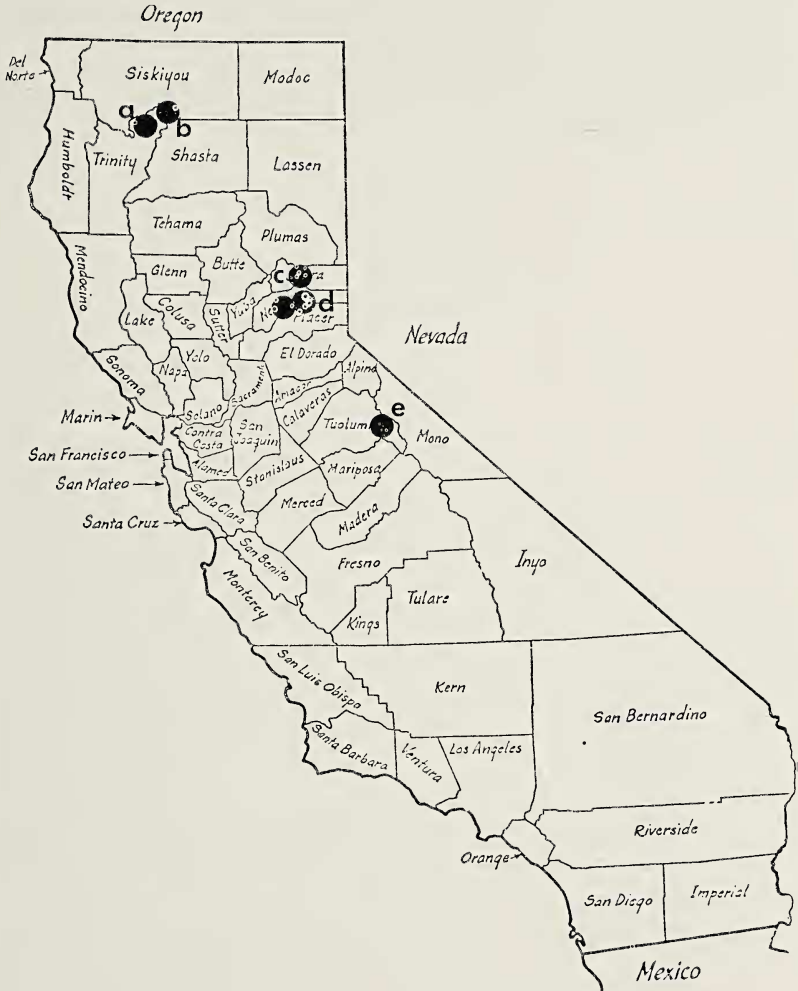 Oregon
Del
Norte
Siskiyou
Modoc
a
b
Humboldt
Trinity
Shasta
Lassen
Tehama
Plumas
Mendocino
Glenn
Butte
c
Lake
Colusa
Sutter
Yuba
d
Placer
Nevada
Sonoma
Napa
Yolo
El Dorado
Alpine
Sacramento
Amador
Marin
Solano
Calaveras
e
Contra
Costa
San
Joaquin
Tuolum
Mono
San Francisco
Alamed
Stanislaus
Mariposa
San Mateo
Santa Clara
Merced
Madera
Santa Cruz
San Benito
Fresno
Inyo
Monterey
Kings
Tulare
San Luis Obispo
Kern
San Bernardino
Santa Barbara
Ventura
Los Angeles
Riverside
Orange
San Diego
Imperial
Mexico